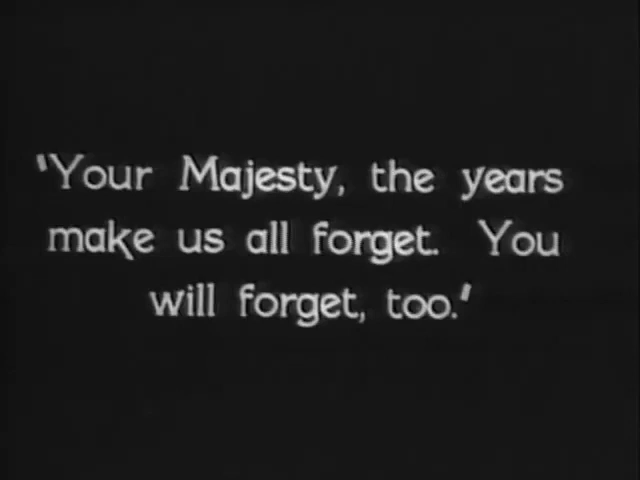 'Your Majesty, the years
make us all forget. You
will forget, too.'